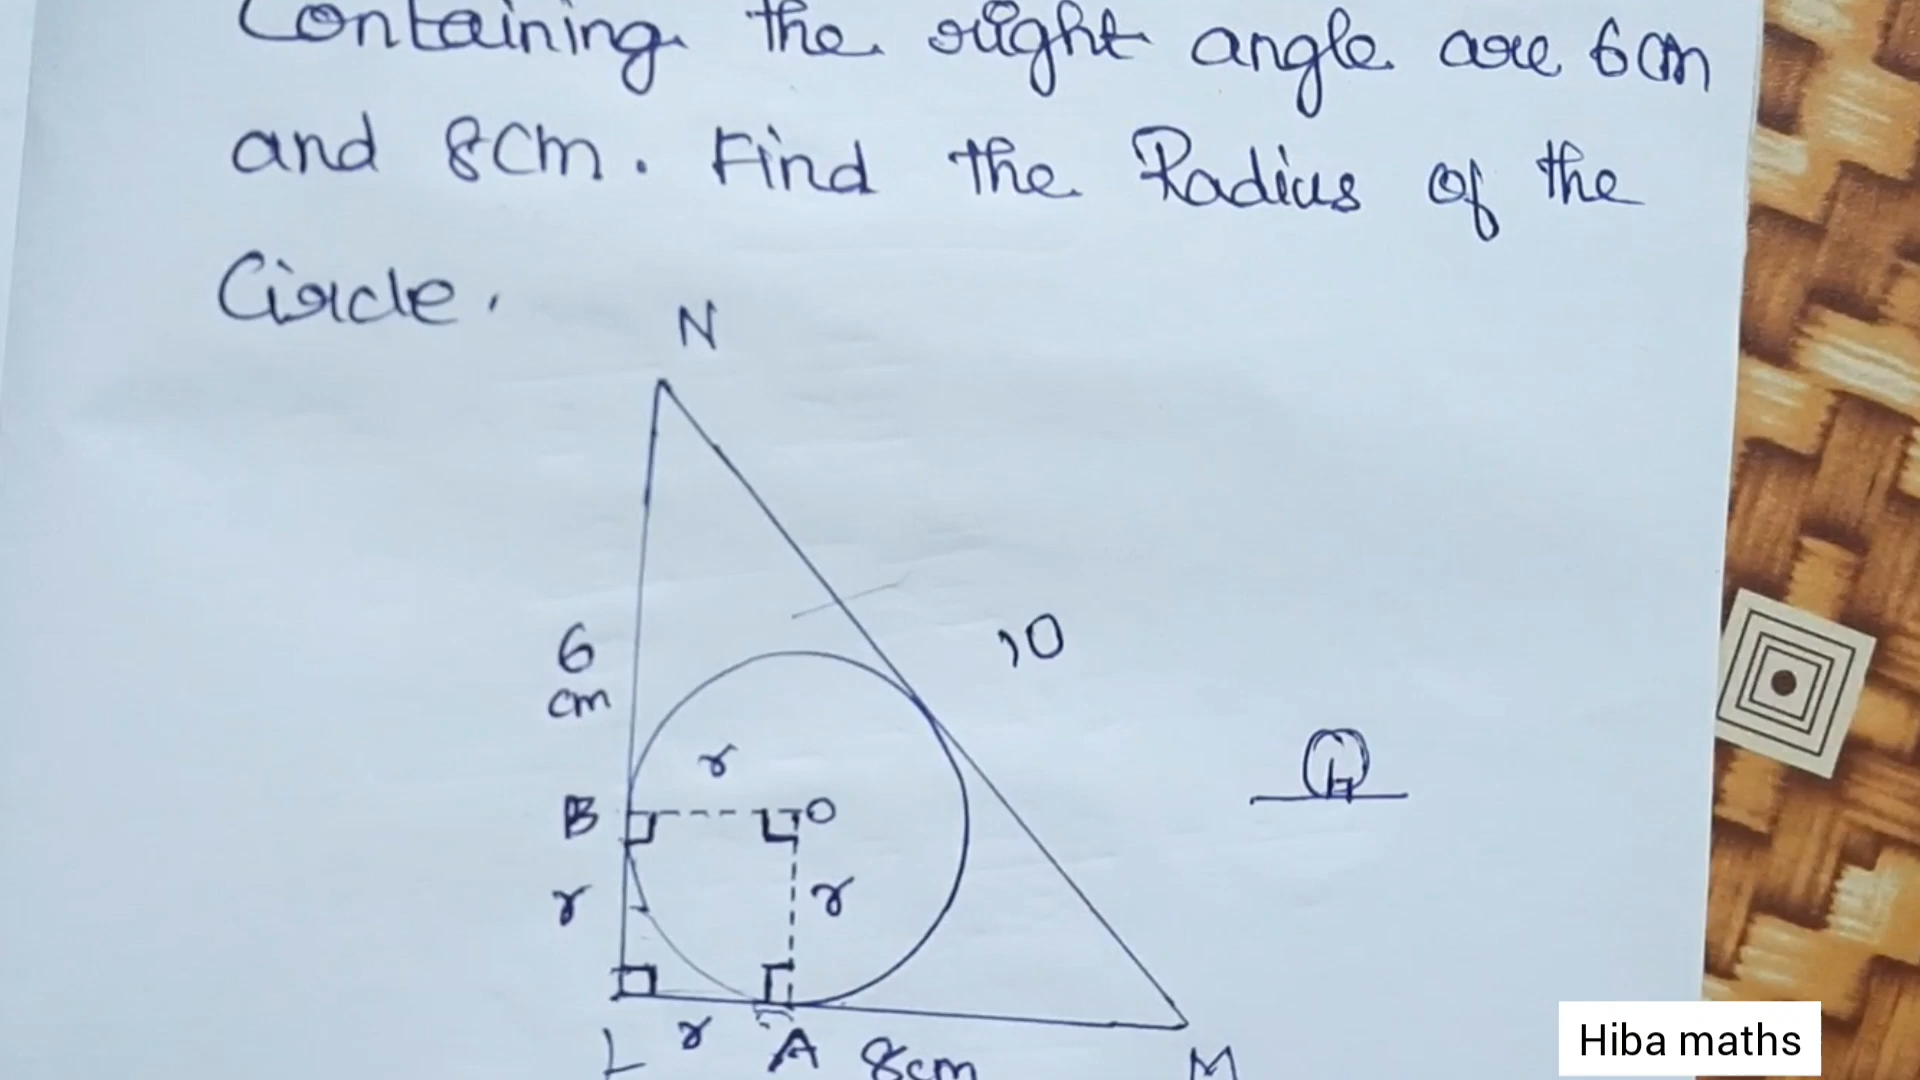 Containing the right angle are 6cm
and 8cm. Find the Radius of the
Circle.
N
6
cm
10
r
B
O
r
r
L
r
A
8cm
M
Hiba maths